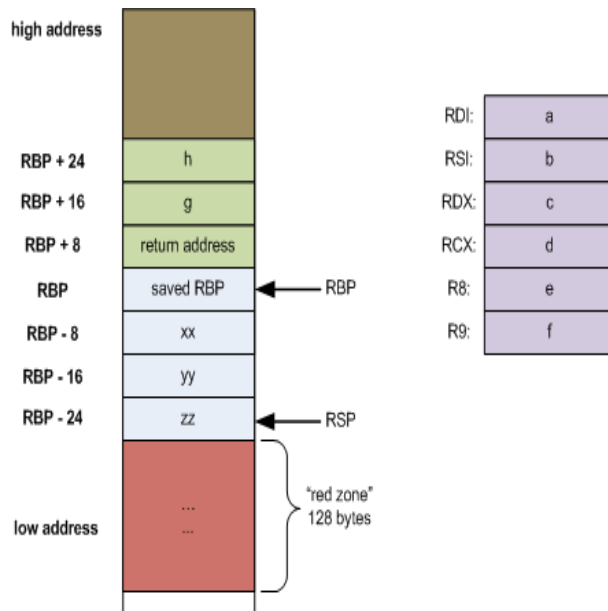 high address
RBP + 24
h
RBP + 16
g
RBP + 8
return address
RBP
saved RBP
RBP
RBP - 8
xx
RBP - 16
yy
RBP - 24
zz
RSP
...
...
low address
"red zone"
128 bytes
RDI:
a
RSI:
b
RDX:
c
RCX:
d
R8:
e
R9:
f